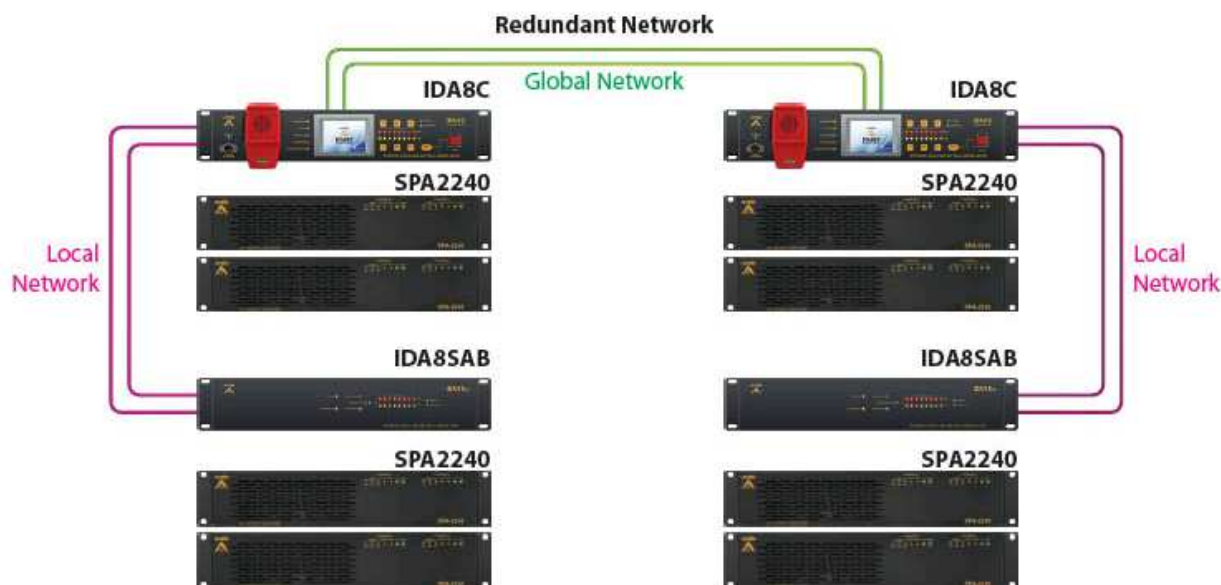 Redundant Network
Global Network
IDA8C
IDA8C
SPA2240
SPA2240
Local
Network
Local
Network
IDA8SAB
IDA8SAB
SPA2240
SPA2240